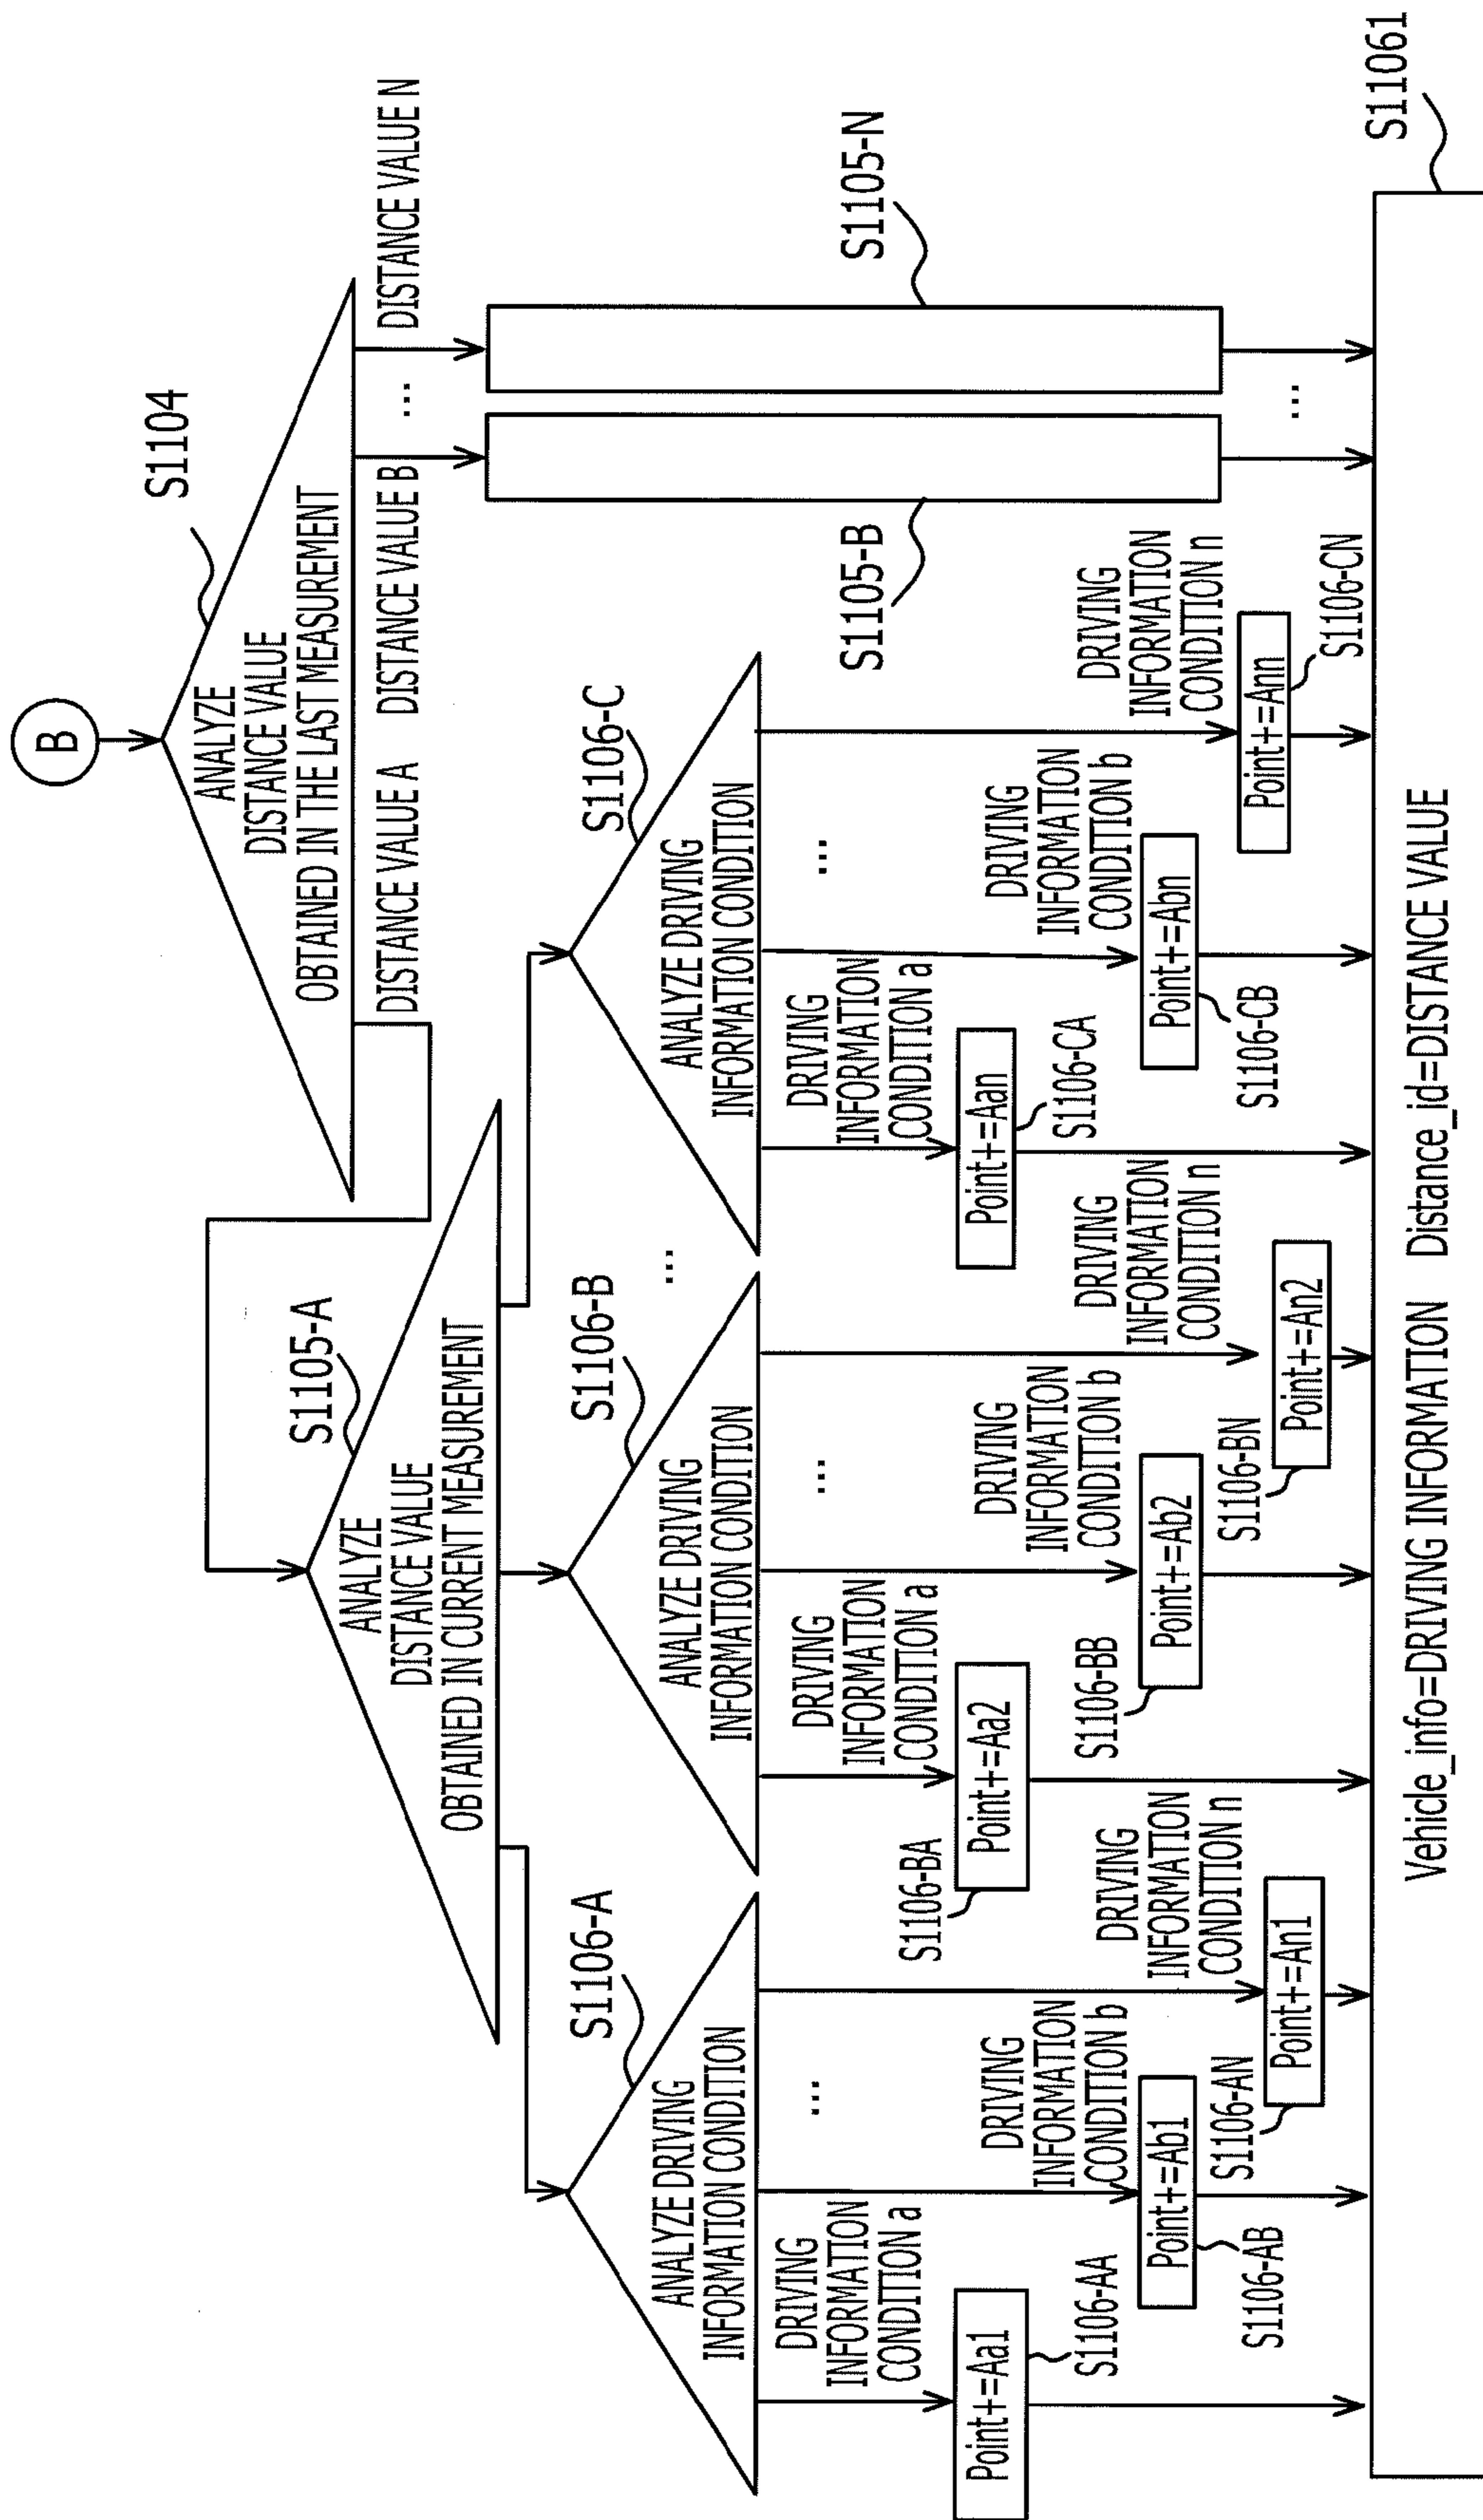 B
S1104
ANALYZE
DISTANCE VALUE
OBTAINED IN THE LAST MEASUREMENT
DISTANCE VALUE A
DISTANCE VALUE B
...
DISTANCE VALUE N
S1105-A
ANALYZE
DISTANCE VALUE
OBTAINED IN CURRENT MEASUREMENT
S1105-B
S1105-N
...
S1106-A
ANALYZE DRIVING
INFORMATION CONDITION
S1106-B
ANALYZE DRIVING
INFORMATION CONDITION
...
S1106-C
ANALYZE DRIVING
INFORMATION CONDITION
DRIVING
INFORMATION
CONDITION a
Point+=Aa1
S1106-AA
DRIVING
INFORMATION
CONDITION b
Point+=Ab1
S1106-AB
...
DRIVING
INFORMATION
CONDITION n
Point+=An1
S1106-AN
DRIVING
INFORMATION
CONDITION a
Point+=Aa2
S1106-BA
DRIVING
INFORMATION
CONDITION b
Point+=Ab2
S1106-BB
...
DRIVING
INFORMATION
CONDITION n
Point+=An2
S1106-BN
DRIVING
INFORMATION
CONDITION a
Point+=Aan
S1106-CA
DRIVING
INFORMATION
CONDITION b
Point+=Abn
S1106-CB
...
DRIVING
INFORMATION
CONDITION n
Point+=Ann
S1106-CN
S11061
Vehicle_info=DRIVING INFORMATION Distance_id=DISTANCE VALUE